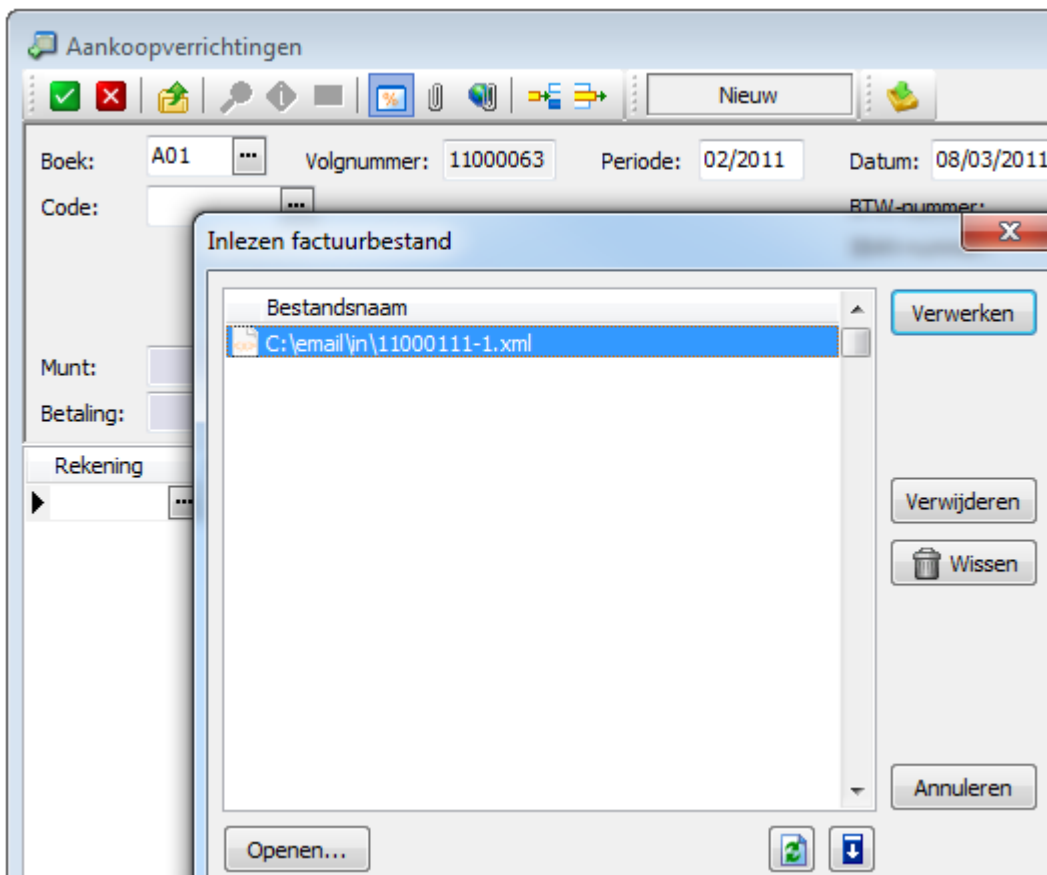 Aankoopverrichtingen
Nieuw
Boek: A01 ... Volgnummer: 11000063 Periode: 02/2011 Datum: 08/03/2011
Code: ... BTW-nummer:
Inlezen factuurbestand
Bestandsnaam
Verwerken
C:\email\in\11000111-1.xml
Munt:
Betaling:
Rekening
...
Verwijderen
Wissen
Annuleren
Openen...